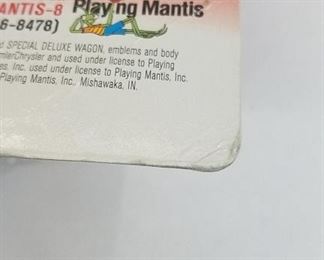 MANTIS-8 Playing Mantis®
6-8478)
d SPECIAL DELUXE WAGON, emblems and body
mlerChrysler and used under license to Playing
es, Inc. used under license to Playing Mantis, Inc.
Playing Mantis, Inc., Mishawaka, IN.